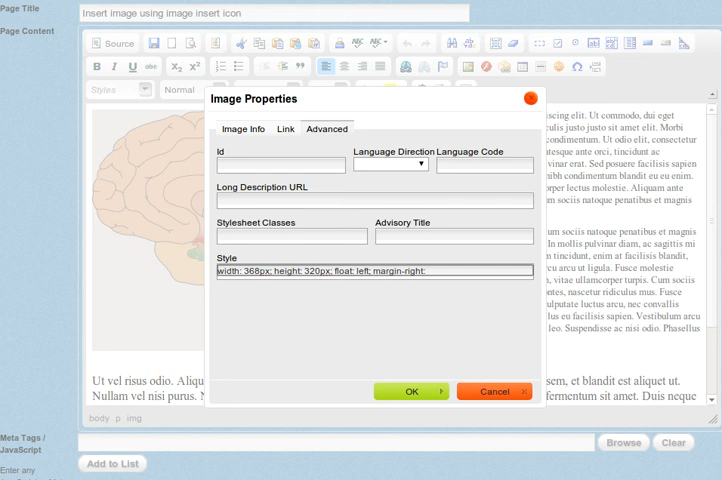 Page Title
Insert image using image insert icon
Page Content
Source
ABC ABC
B I U abc X2 X2
Styles
Normal
Image Properties
Image Info Link Advanced
Id
Language Direction Language Code
Long Description URL
Stylesheet Classes
Advisory Title
Style
width: 368px; height: 320px; float: left; margin-right:
OK
Cancel
scing elit. Ut commodo, dui eget
culis justo justo sit amet elit. Morbi
condimentum. Ut odio elit, consectetur
tesque ante orci, tincidunt ac
vinar erat. Sed posuere facilisis sapien
nibh condimentum blandit eu eu enim.
orper lectus molestie. Aliquam ante
m sociis natoque penatibus et magnis
um sociis natoque penatibus et magnis
In mollis pulvinar diam, ac sagittis mi
n tincidunt, enim at facilisis blandit,
rcu arcu ut ligula. Fusce molestie
, vitae ullamcorper turpis. Cum sociis
ntes, nascetur ridiculus mus. Fusce
ulputate luctus arcu, nec convallis
lus eu facilisis sapien. Vestibulum arcu
leo. Suspendisse ac nisi odio. Phasellus
Ut vel risus odio. Aliqu
sem, et blandit est aliquet ut.
Nullam vel nisi purus. N
fermentum sit amet. Duis neque
body p img
Meta Tags /
JavaScript
Browse
Clear
Enter any
Add to List